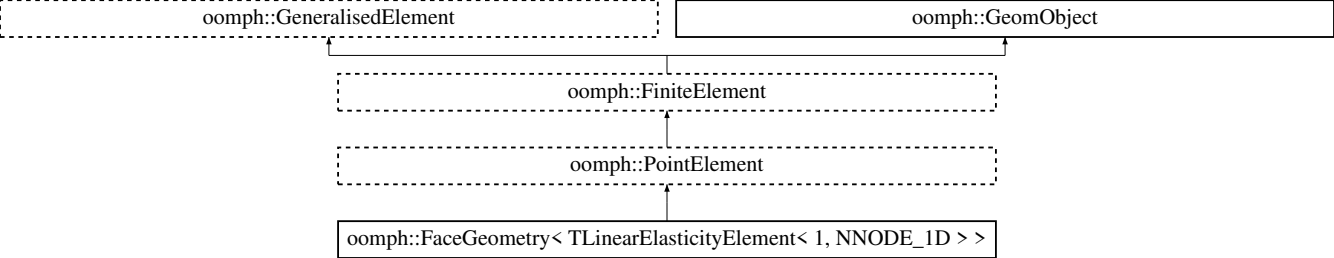 oomph::GeneralisedElement
oomph::GeomObject
oomph::FiniteElement
oomph::PointElement
oomph::FaceGeometry< TLinearElasticityElement< 1, NNODE_1D > >